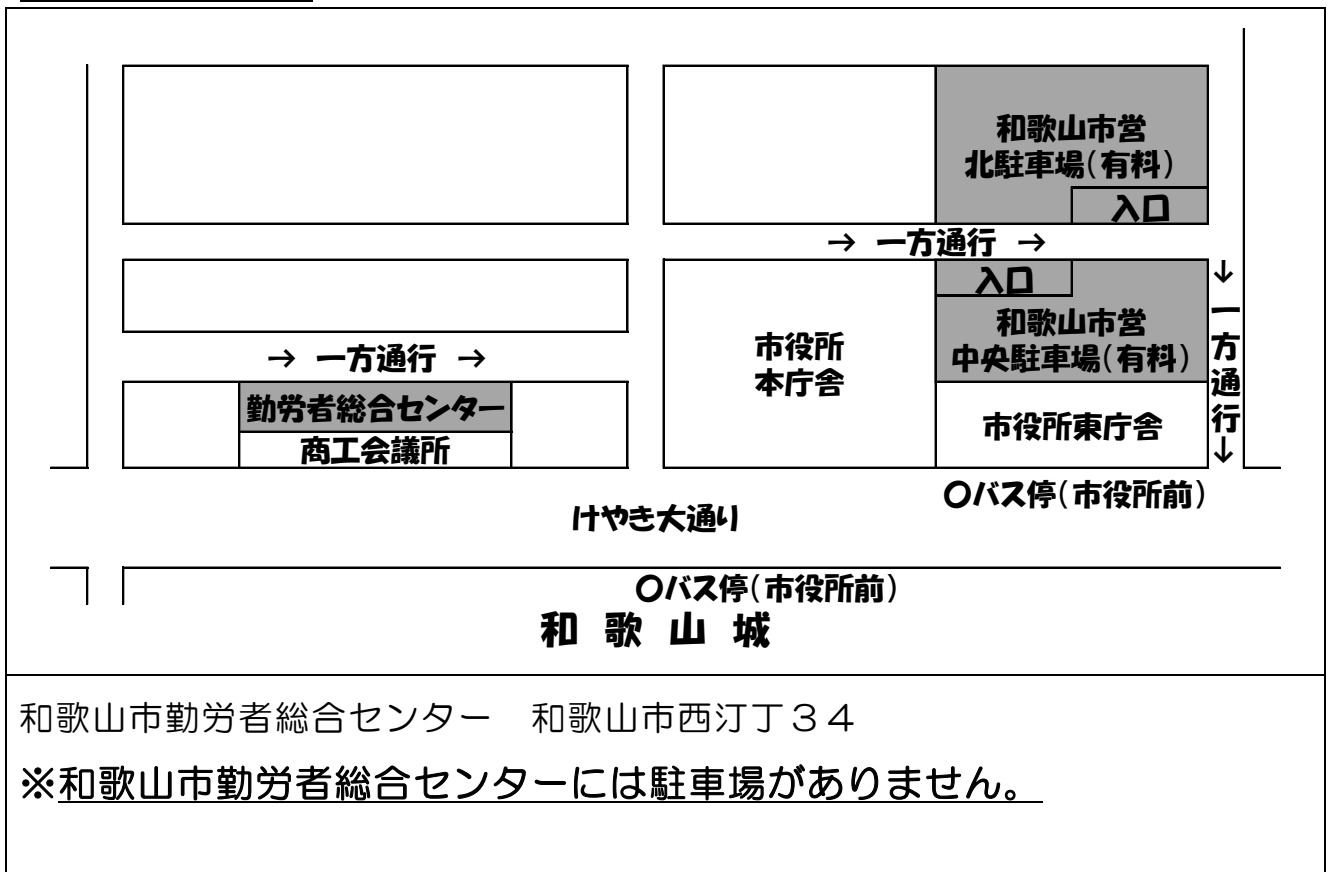 和歌山市営
北駐車場(有料)
入口
→ 一方通行 →
入口
和歌山市営
中央駐車場(有料)
↓一方通行↓
市役所
本庁舎
→ 一方通行 →
勤労者総合センター
商工会議所
市役所東庁舎
〇バス停(市役所前)
けやき大通り
〇バス停(市役所前)
和 歌 山 城
和歌山市勤労者総合センター　和歌山市西汀丁34
※和歌山市勤労者総合センターには駐車場がありません。